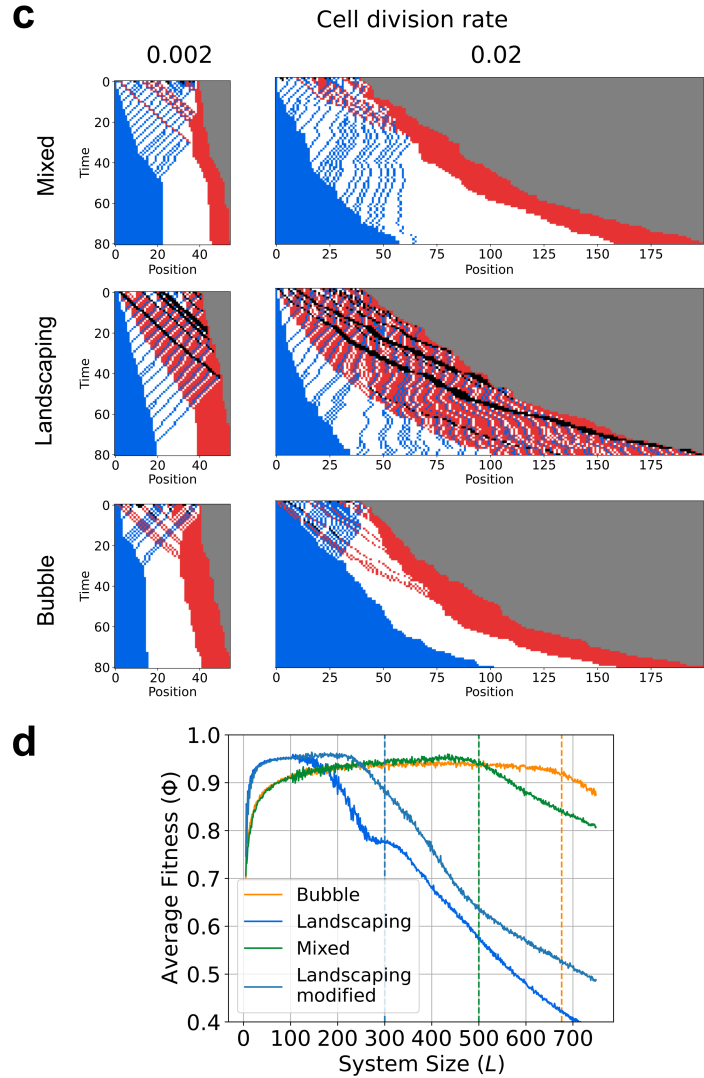 c
Cell division rate
0.002
0.02
Mixed
Time
0
20
40
60
80
0 20 40
Position
0 25 50 75 100 125 150 175
Position
Landscaping
Time
0
20
40
60
80
0 20 40
Position
0 25 50 75 100 125 150 175
Position
Bubble
Time
0
20
40
60
80
0 20 40
Position
0 25 50 75 100 125 150 175
Position
d
Average Fitness (Φ)
1.0
0.9
0.8
0.7
0.6
0.5
0.4
Bubble
Landscaping
Mixed
Landscaping
modified
0 100 200 300 400 500 600 700
System Size (L)